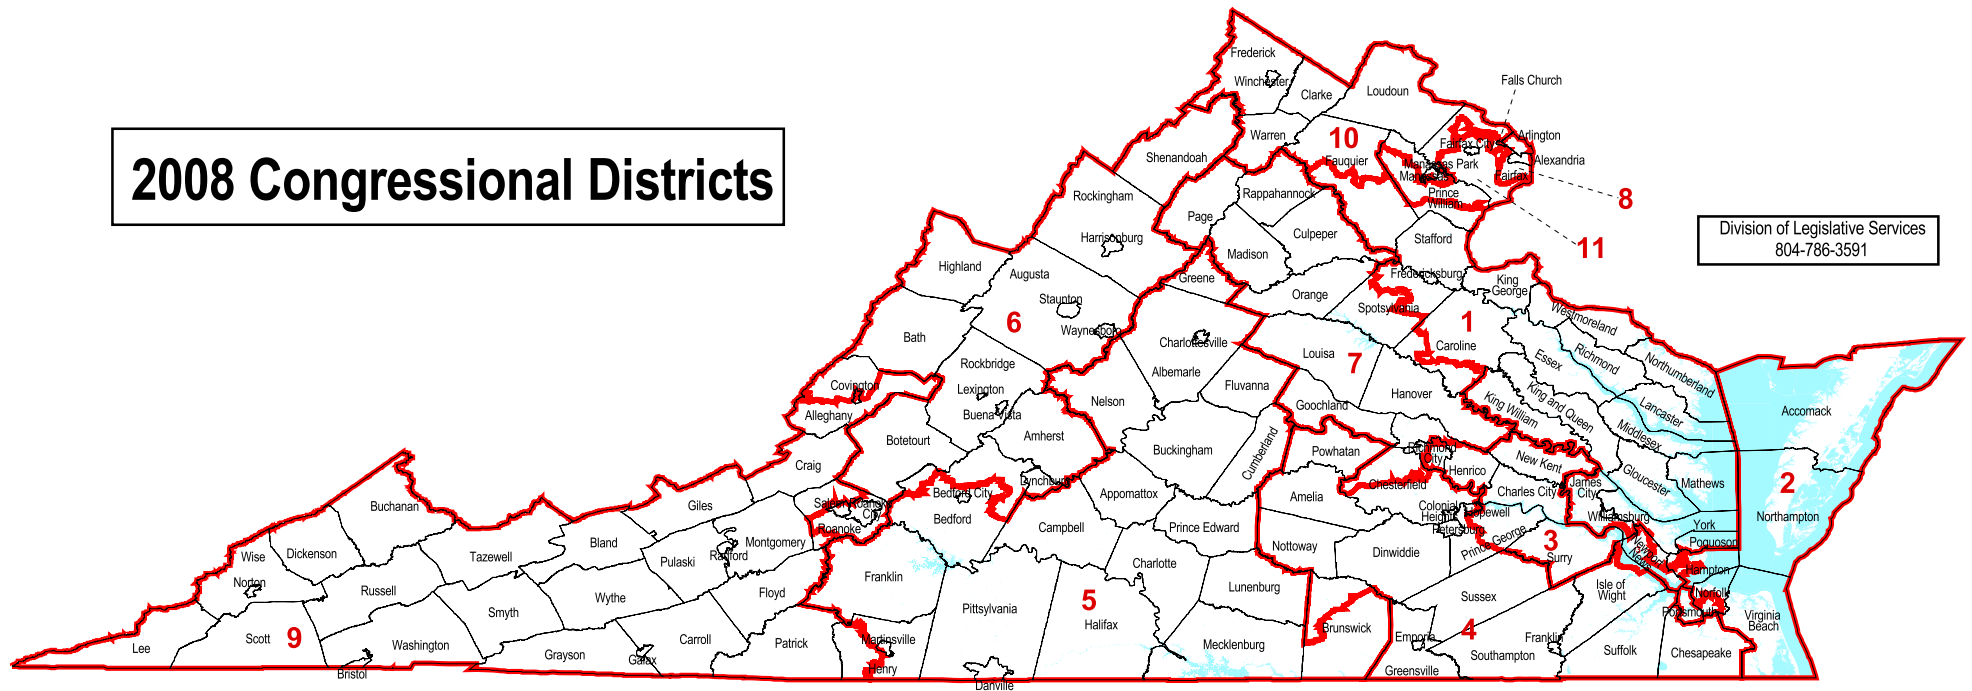 2008 Congressional Districts
Division of Legislative Services
804-786-3591
Frederick
Winchester
Clarke
Loudoun
Falls Church
Warren
10
Fauquier
Fairfax City
Arlington
Alexandria
Manassas Park
Manassas
Fairfax
Prince
William
8
11
Shenandoah
Rockingham
Page
Rappahannock
Harrisonburg
Madison
Culpeper
Stafford
Highland
Augusta
Greene
Orange
Fredericksburg
King
George
Staunton
Spotsylvania
Westmoreland
6
Waynesboro
1
Bath
Charlottesville
Louisa
7
Caroline
Essex
Richmond
Northumberland
Rockbridge
Albemarle
Fluvanna
Hanover
Covington
Lexington
Buena Vista
Nelson
Goochland
King William
King and Queen
Lancaster
Middlesex
Accomack
Alleghany
Botetourt
Amherst
Buckingham
Cumberland
Powhatan
Richmond
City
Henrico
New Kent
Gloucester
Mathews
2
Craig
Lynchburg
Bedford City
Bedford
Appomattox
Amelia
Chesterfield
Charles City
James
City
Northampton
Buchanan
Giles
Salem
Roanoke
City
Roanoke
Campbell
Prince Edward
Colonial
Heights
Hopewell
Petersburg
Prince George
Williamsburg
York
Poquoson
Newport
News
Wise
Dickenson
Tazewell
Bland
Pulaski
Radford
Montgomery
Nottoway
Dinwiddie
3
Surry
Hampton
Norton
Russell
Wythe
Floyd
Franklin
Charlotte
Lunenburg
Isle of
Wight
Norfolk
Portsmouth
Smyth
Pittsylvania
5
Halifax
Sussex
Virginia
Beach
Lee
Scott
9
Washington
Grayson
Galax
Carroll
Patrick
Martinsville
Henry
Mecklenburg
Brunswick
Emporia
4
Franklin
Southampton
Suffolk
Chesapeake
Greensville
Bristol
Danville